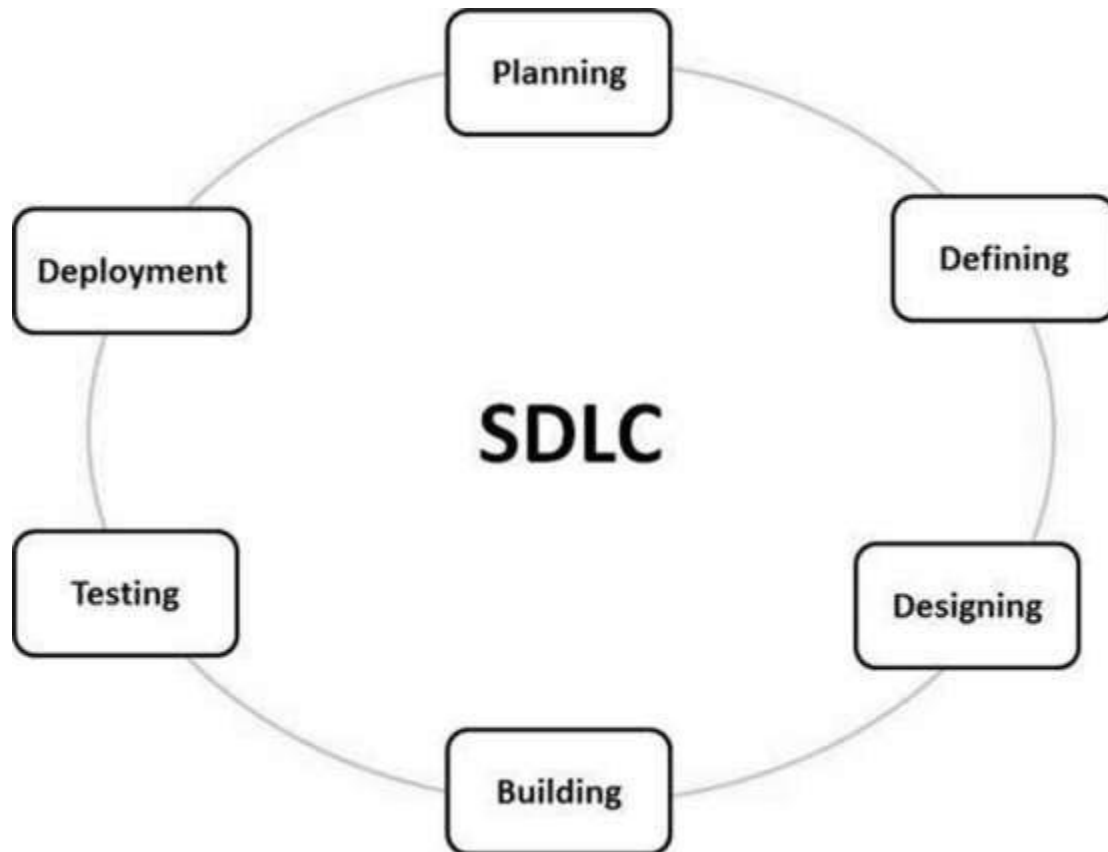 Planning
Defining
Designing
Building
Testing
Deployment
SDLC